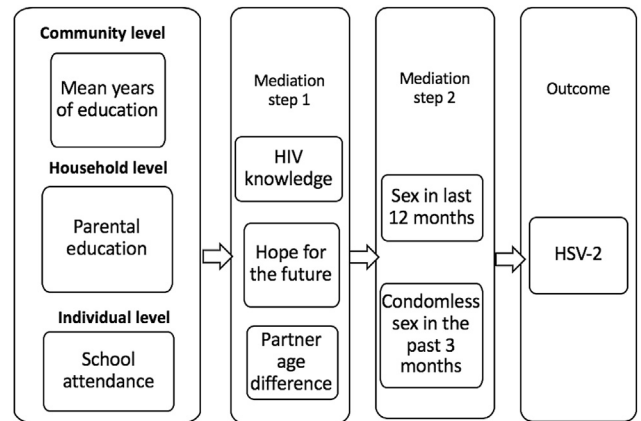 Community level
Mean years
of education
Household level
Parental
education
Individual level
School
attendance
Mediation
step 1
HIV
knowledge
Hope for
the future
Partner
age
difference
Mediation
step 2
Sex in last
12 months
Condomless
sex in the
past 3
months
Outcome
HSV-2